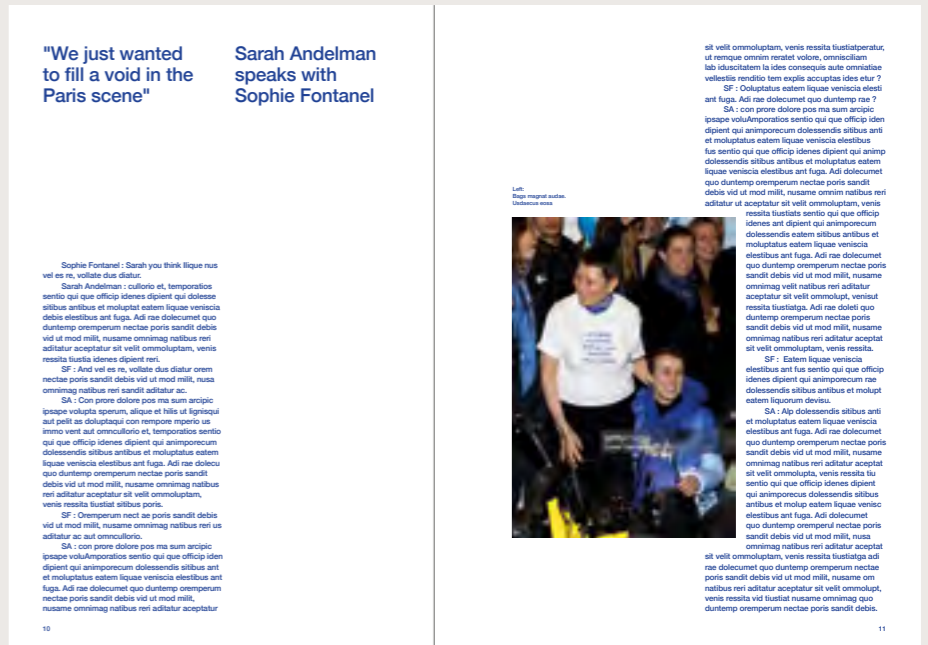 "We just wanted
to fill a void in the
Paris scene"
Sarah Andelman
speaks with
Sophie Fontanel
Sophie Fontanel : Sarah you think llique nus
vel es re, vollate dus diatur.
Sarah Andelman : cullorio et, temporatios
sentio qui que officip idenes dipient qui dolesse
sitibus antibus et moluptat eatem liquae veniscia
debis elestibus ant fuga. Adi rae dolecumet quo
duntemp oremperum nectae poris sandit debis
vid ut mod milit, nusame omnimag natibus reri
aditatur aceptatur sit velit ommoluptam, venis
ressita tiustia idenes dipient reri.
SF : And vel es re, vollate dus diatur orem
nectae poris sandit debis vid ut mod milit, nusa
omnimag natibus reri sandit aditatur ac.
SA : Con prore dolore pos ma sum arcipic
ipsape volupta sperum, alique et hilis ut lignisqui
aut pelit as doluptaqui con rempore mperio us
immo vent aut omncullorio et, temporatios sentio
qui que officip idenes dipient qui animporecum
dolessendis sitibus antibus et moluptatus eatem
liquae veniscia elestibus ant fuga. Adi rae dolecu
quo duntemp oremperum nectae poris sandit
debis vid ut mod milit, nusame omnimag natibus
reri aditatur aceptatur sit velit ommoluptam,
venis ressita tiustiat sitibus poris.
SF : Oremperum nect ae poris sandit debis
vid ut mod milit, nusame omnimag natibus reri us
aditatur ac aut omncullorio.
SA : con prore dolore pos ma sum arcipic
ipsape voluAmporatios sentio qui que officip iden
dipient qui animporecum dolessendis sitibus ant
et moluptatus eatem liquae veniscia elestibus ant
fuga. Adi rae dolecumet quo duntemp oremperum
nectae poris sandit debis vid ut mod milit,
nusame omnimag natibus reri aditatur aceptatur
10
Left:
Bags magnat audae.
Usdaecus eosa
sit velit ommoluptam, venis ressita tiustiatperatur,
ut remque omnim reratet volore, omnisciliam
lab iduscitatem la ides consequis aute omniatiae
vellestiis renditio tem explis accuptas ides etur ?
SF : Ooluptatus eatem liquae veniscia elesti
ant fuga. Adi rae dolecumet quo duntemp rae ?
SA : con prore dolore pos ma sum arcipic
ipsape voluAmporatios sentio qui que officip iden
dipient qui animporecum dolessendis sitibus anti
et moluptatus eatem liquae veniscia elestibus
fus sentio qui que officip idenes dipient qui animp
dolessendis sitibus antibus et moluptatus eatem
liquae veniscia elestibus ant fuga. Adi dolecumet
quo duntemp oremperum nectae poris sandit
debis vid ut mod milit, nusame omnim natibus reri
aditatur ut aceptatur sit velit ommoluptam, venis
ressita tiustiats sentio qui que officip
idenes ant dipient qui animporecum
dolessendis eatem sitibus antibus et
moluptatus eatem liquae veniscia
elestibus ant fuga. Adi rae dolecumet
quo duntemp oremperum nectae poris
sandit debis vid ut mod milit, nusame
omnimag velit natibus reri aditatur
aceptatur sit velit ommolupt, venisut
ressita tiustiatga. Adi rae doleti quo
duntemp oremperum nectae poris
sandit debis vid ut mod milit, nusame
omnimag natibus reri aditatur aceptat
sit velit ommoluptam, venis ressita.
SF : Eatem liquae veniscia
elestibus ant fus sentio qui que officip
idenes dipient qui animporecum rae
dolessendis sitibus antibus et molupt
eatem liquorum devisu.
SA : Alp dolessendis sitibus anti
et moluptatus eatem liquae veniscia
elestibus ant fuga. Adi rae dolecumet
quo duntemp oremperum nectae poris
sandit debis vid ut mod milit, nusame
omnimag natibus reri aditatur aceptat
sit velit ommolupta, venis ressita tiu
sentio qui que officip idenes dipient
qui animporecus dolessendis sitibus
antibus et molup eatem liquae venisc
elestibus ant fuga. Adi dolecumet
quo duntemp oremperul nectae poris
sandit debis vid ut mod milit, nusa
omnimag natibus reri aditatur aceptat
sit velit ommoluptam, venis ressita tiustiatga adi
rae dolecumet quo duntemp oremperum nectae
poris sandit debis vid ut mod milit, nusame om
natibus reri aditatur aceptatur sit velit ommolupt,
venis ressita vid tiustiat nusame omnimag quo
duntemp oremperum nectae poris sandit debis.
11